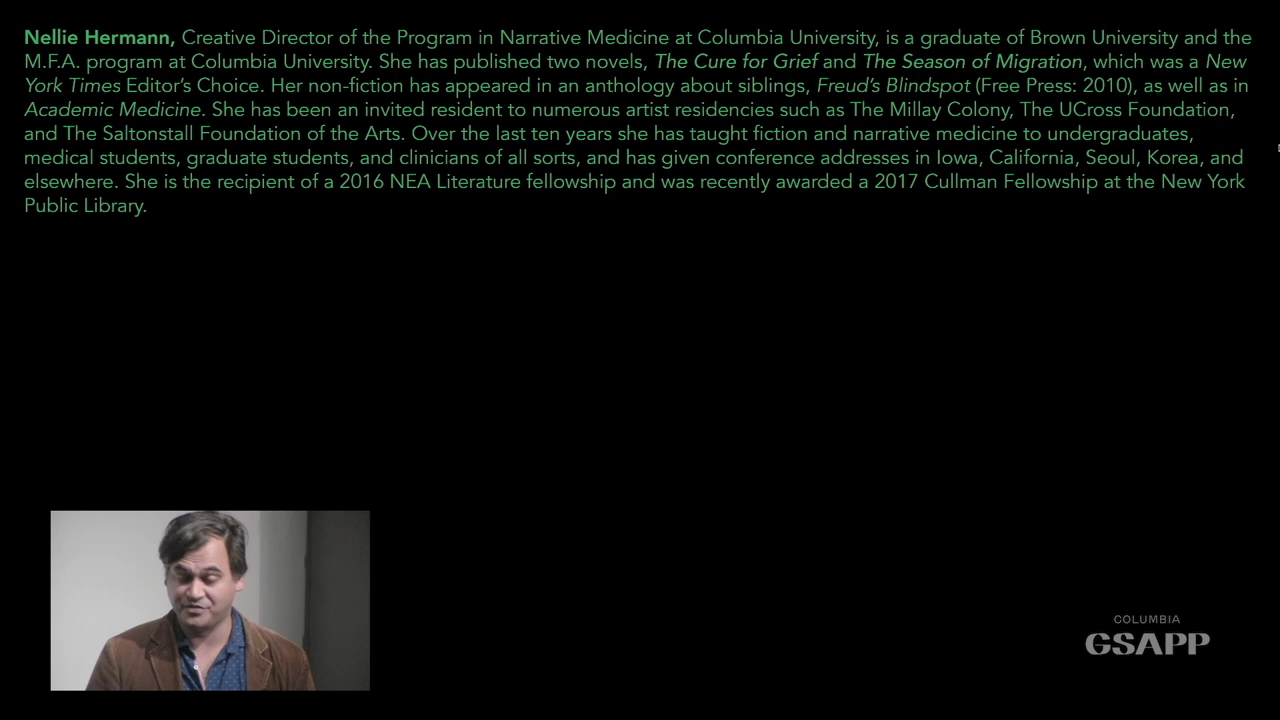 Nellie Hermann, Creative Director of the Program in Narrative Medicine at Columbia University, is a graduate of Brown University and the
M.F.A. program at Columbia University. She has published two novels, The Cure for Grief and The Season of Migration, which was a New
York Times Editor’s Choice. Her non-fiction has appeared in an anthology about siblings, Freud’s Blindspot (Free Press: 2010), as well as in
Academic Medicine. She has been an invited resident to numerous artist residencies such as The Millay Colony, The UCross Foundation,
and The Saltonstall Foundation of the Arts. Over the last ten years she has taught fiction and narrative medicine to undergraduates,
medical students, graduate students, and clinicians of all sorts, and has given conference addresses in Iowa, California, Seoul, Korea, and
elsewhere. She is the recipient of a 2016 NEA Literature fellowship and was recently awarded a 2017 Cullman Fellowship at the New York
Public Library.
COLUMBIA
GSAPP